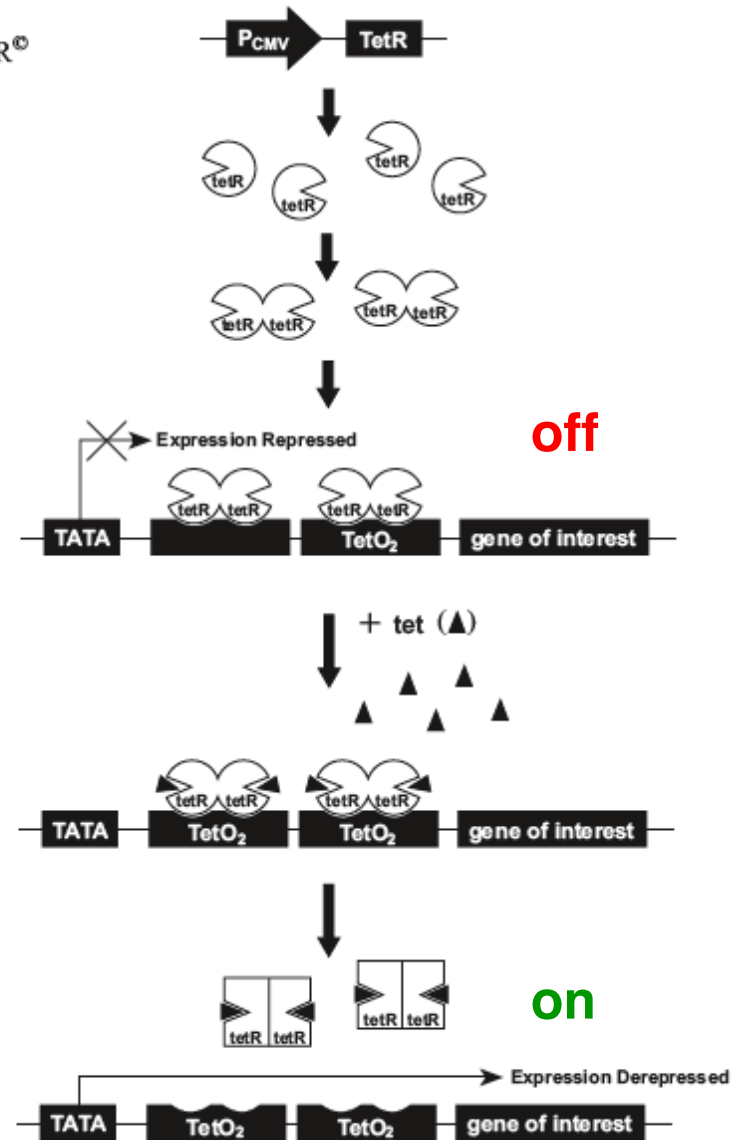 R©
PCMV TetR
tetR tetR tetR tetR
tetR tetR tetR tetR
off
Expression Repressed
tetR tetR tetR tetR
TATA TetO2 gene of interest
+ tet (▲)
tetR tetR tetR tetR
TATA TetO2 TetO2 gene of interest
on
tetR tetR tetR tetR
Expression Derepressed
TATA TetO2 TetO2 gene of interest